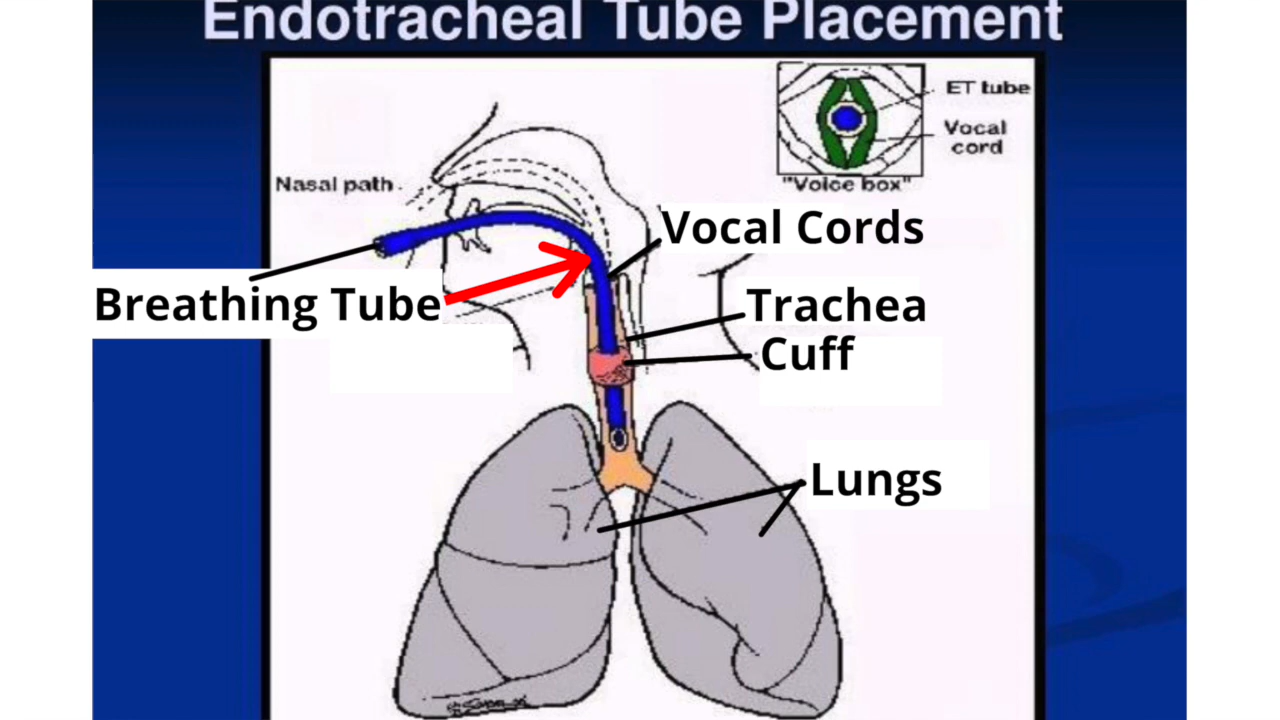 Endotracheal Tube Placement
ET tube
Vocal
cord
"Voice box"
Nasal path
Vocal Cords
Breathing Tube
Trachea
Cuff
Lungs